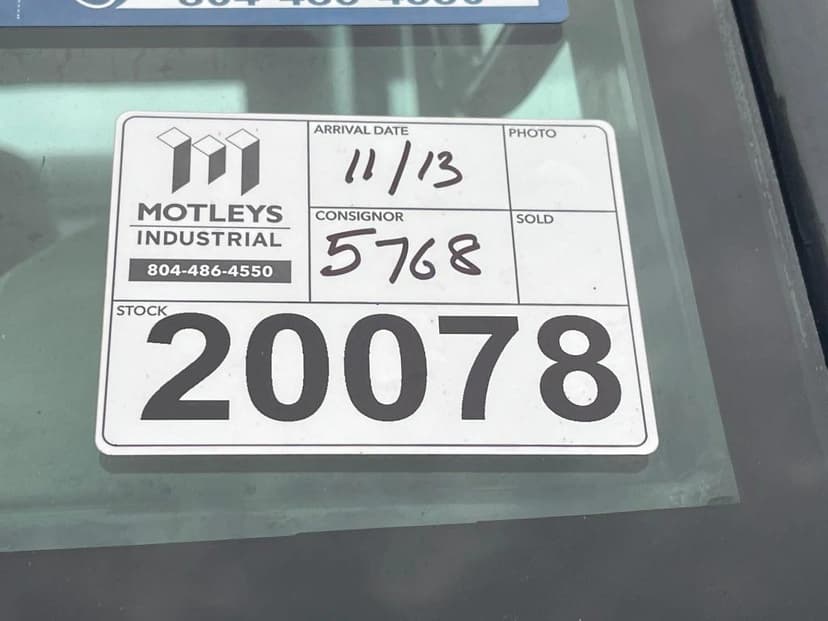 MOTLEYS
INDUSTRIAL
804-486-4550
ARRIVAL DATE
11/13
PHOTO
CONSIGNOR
5768
SOLD
STOCK
20078